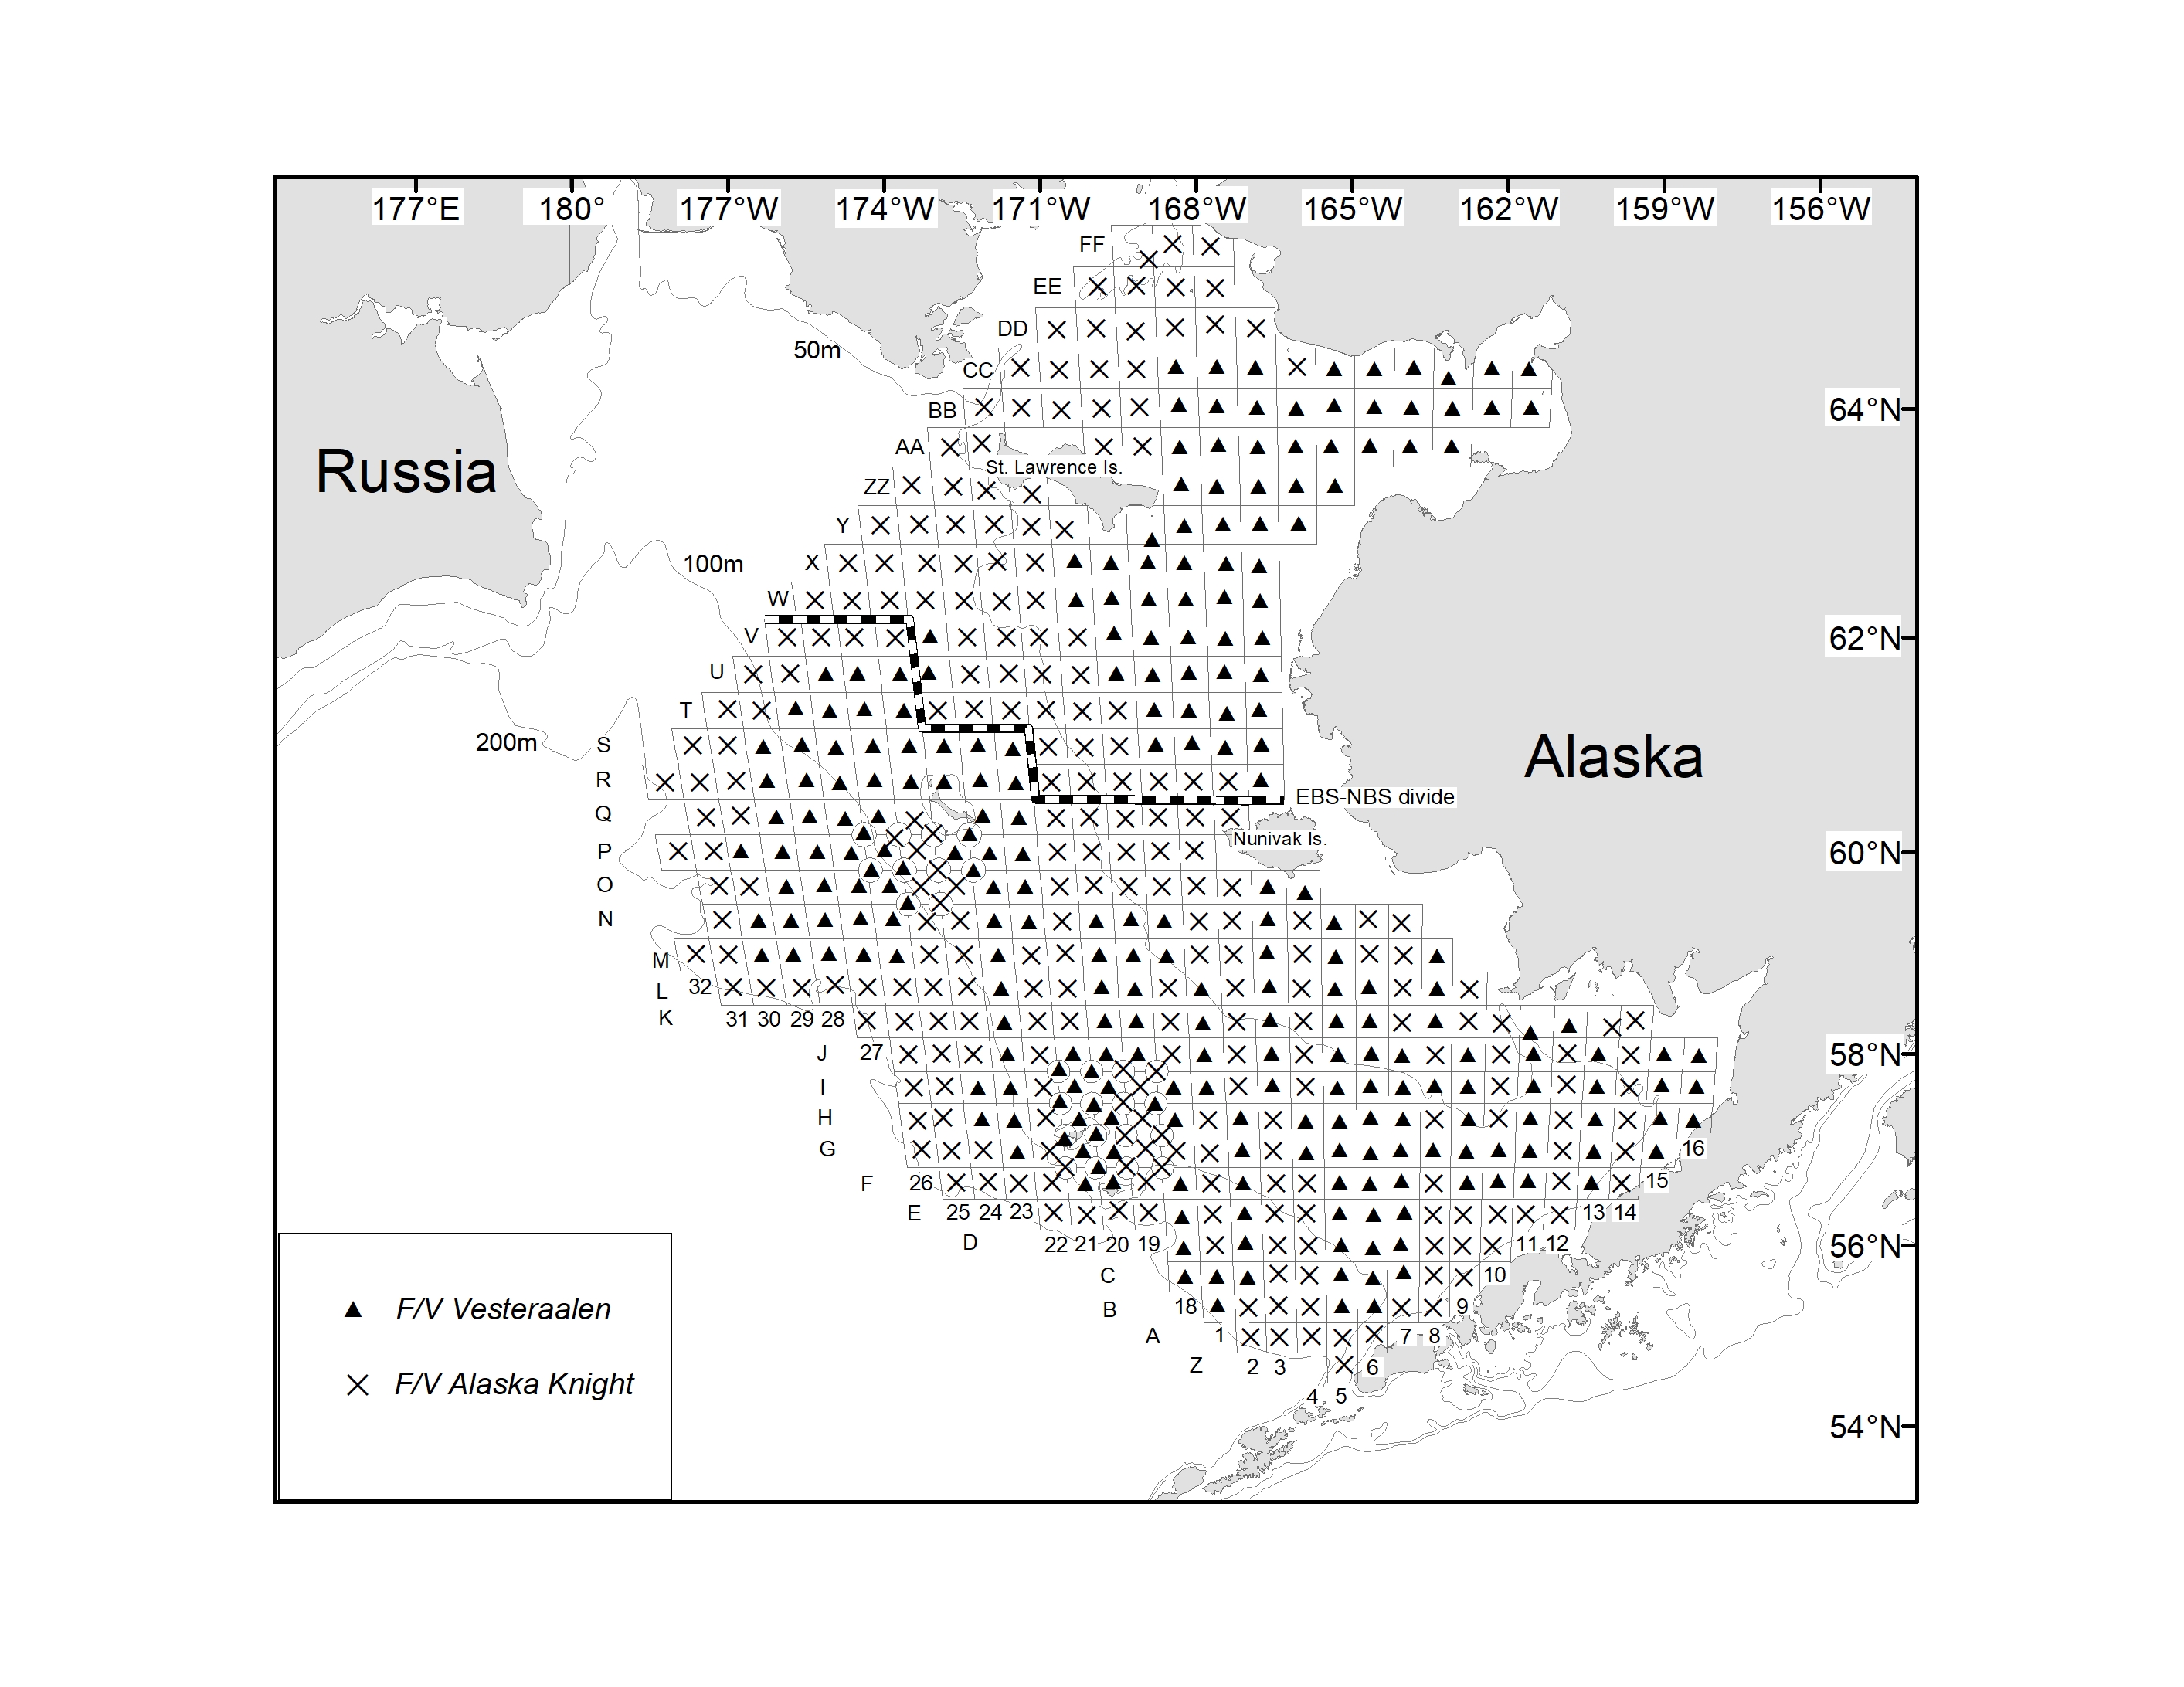 177°E 180° 177°W 174°W 171°W 168°W 165°W 162°W 159°W 156°W
FF
EE
DD
50m
CC
BB
64°N
AA
Russia
St. Lawrence Is.
ZZ
Y
X
100m
W
V
62°N
U
T
200m
S
Alaska
R
EBS-NBS divide
Q
Nunivak Is.
P
60°N
O
N
M
L
32
K
31 30 29 28
J
27
58°N
I
H
G
16
F
26
15
E
25 24 23
13 14
D
22 21 20 19
11 12
56°N
C
10
B
18
9
F/V Vesteraalen
A
1
7 8
Z
2 3
6
F/V Alaska Knight
4 5
54°N